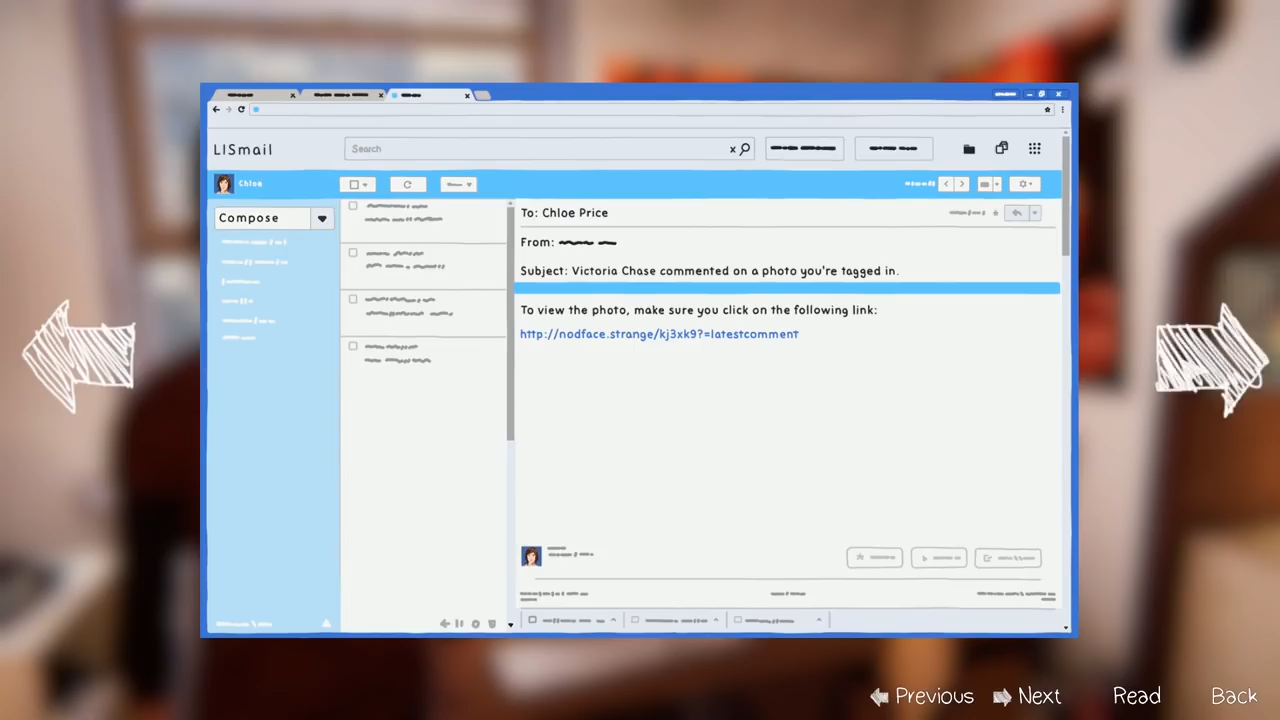 LISmail
Search
Chloe
Compose
To: Chloe Price
From:
Subject: Victoria Chase commented on a photo you're tagged in.
To view the photo, make sure you click on the following link:
http://nodface.strange/kj3xk9?=latestcomment
Previous Next Read Back